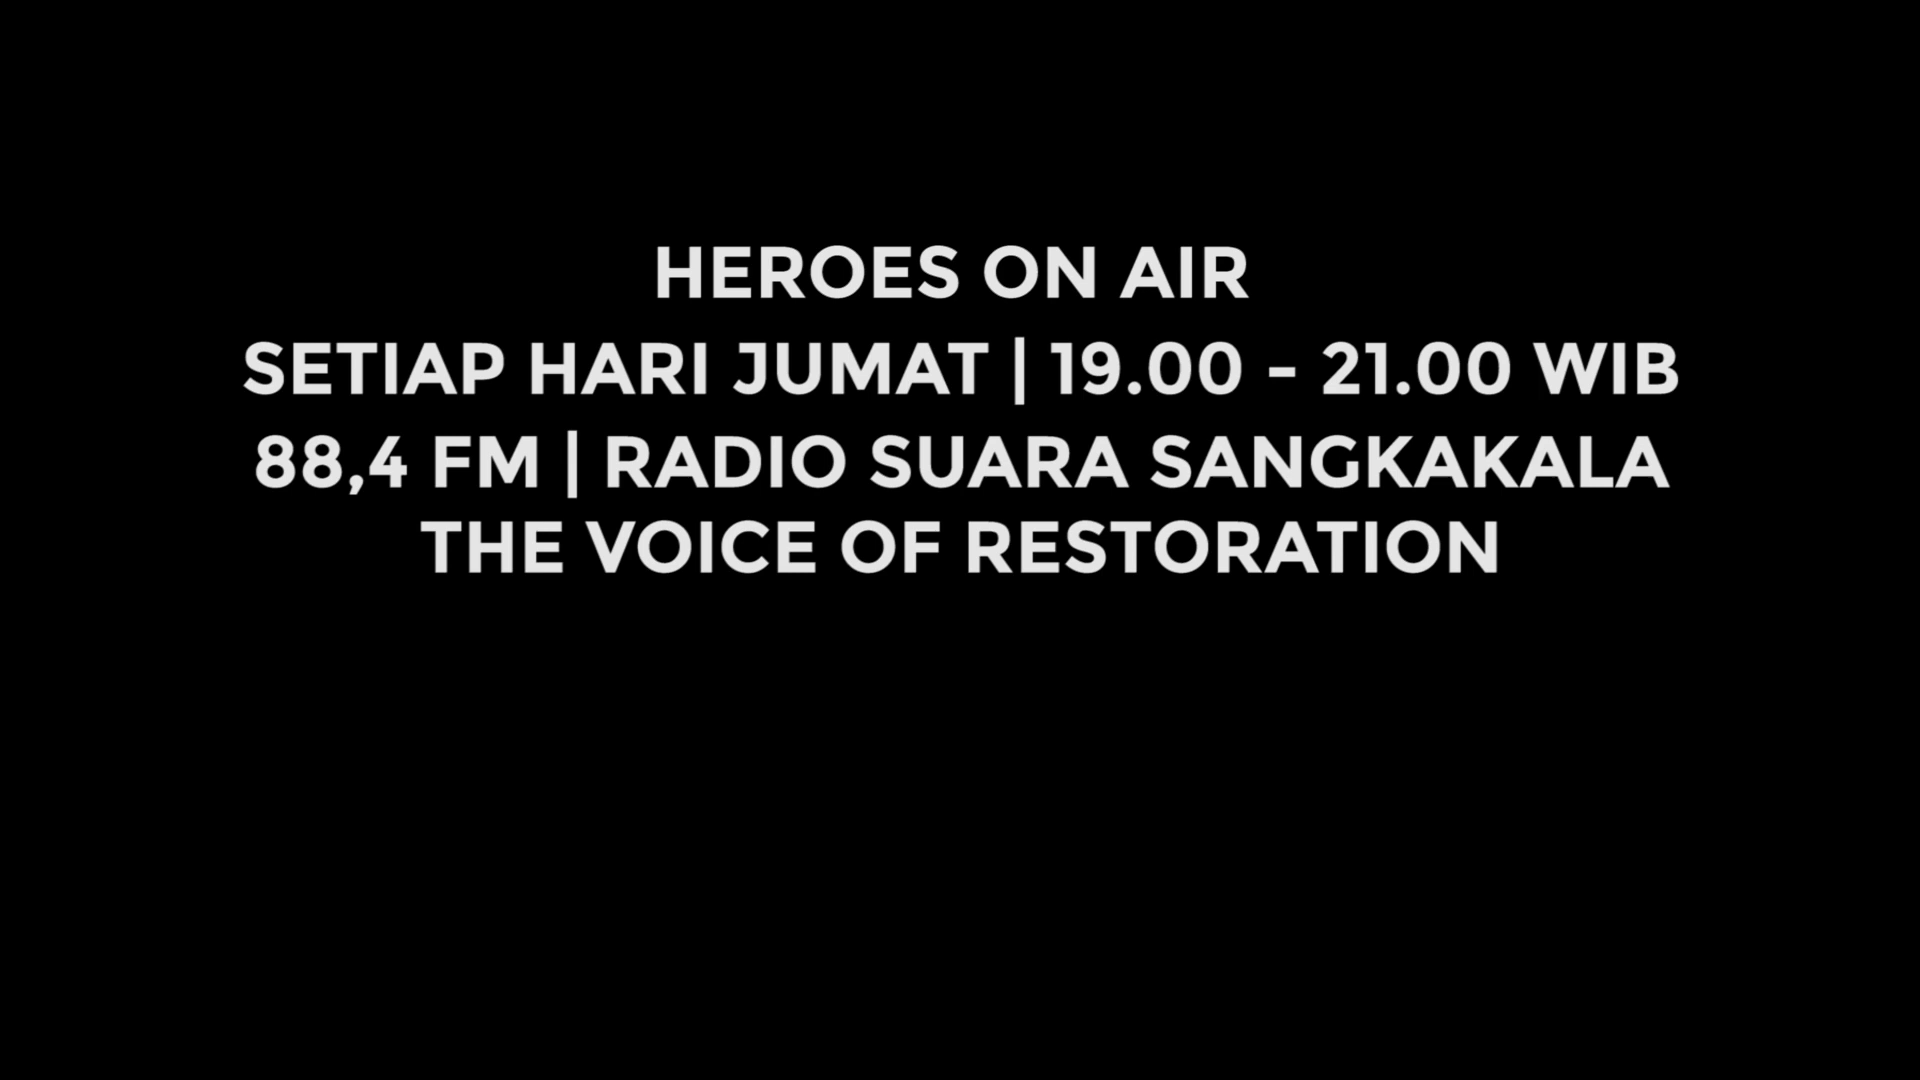 HEROES ON AIR
SETIAP HARI JUMAT | 19.00 - 21.00 WIB
88,4 FM | RADIO SUARA SANGKAKALA
THE VOICE OF RESTORATION